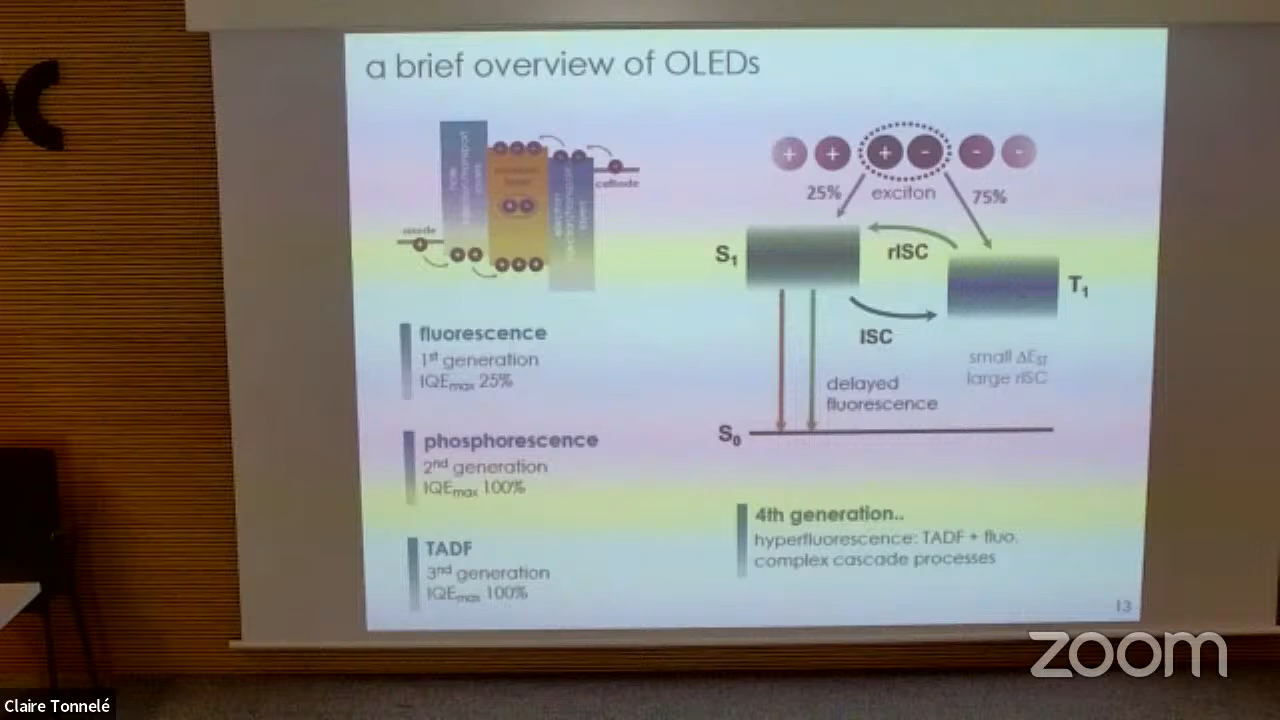 a brief overview of OLEDs
cathode
anode
25%
exciton
75%
S1
rISC
T1
ISC
small ΔEST
large rISC
delayed
fluorescence
S0
fluorescence
1st generation
IQEmax 25%
phosphorescence
2nd generation
IQEmax 100%
TADF
3rd generation
IQEmax 100%
4th generation..
hyperfluorescence: TADF + fluo.
complex cascade processes
13
zoom
Claire Tonnelé